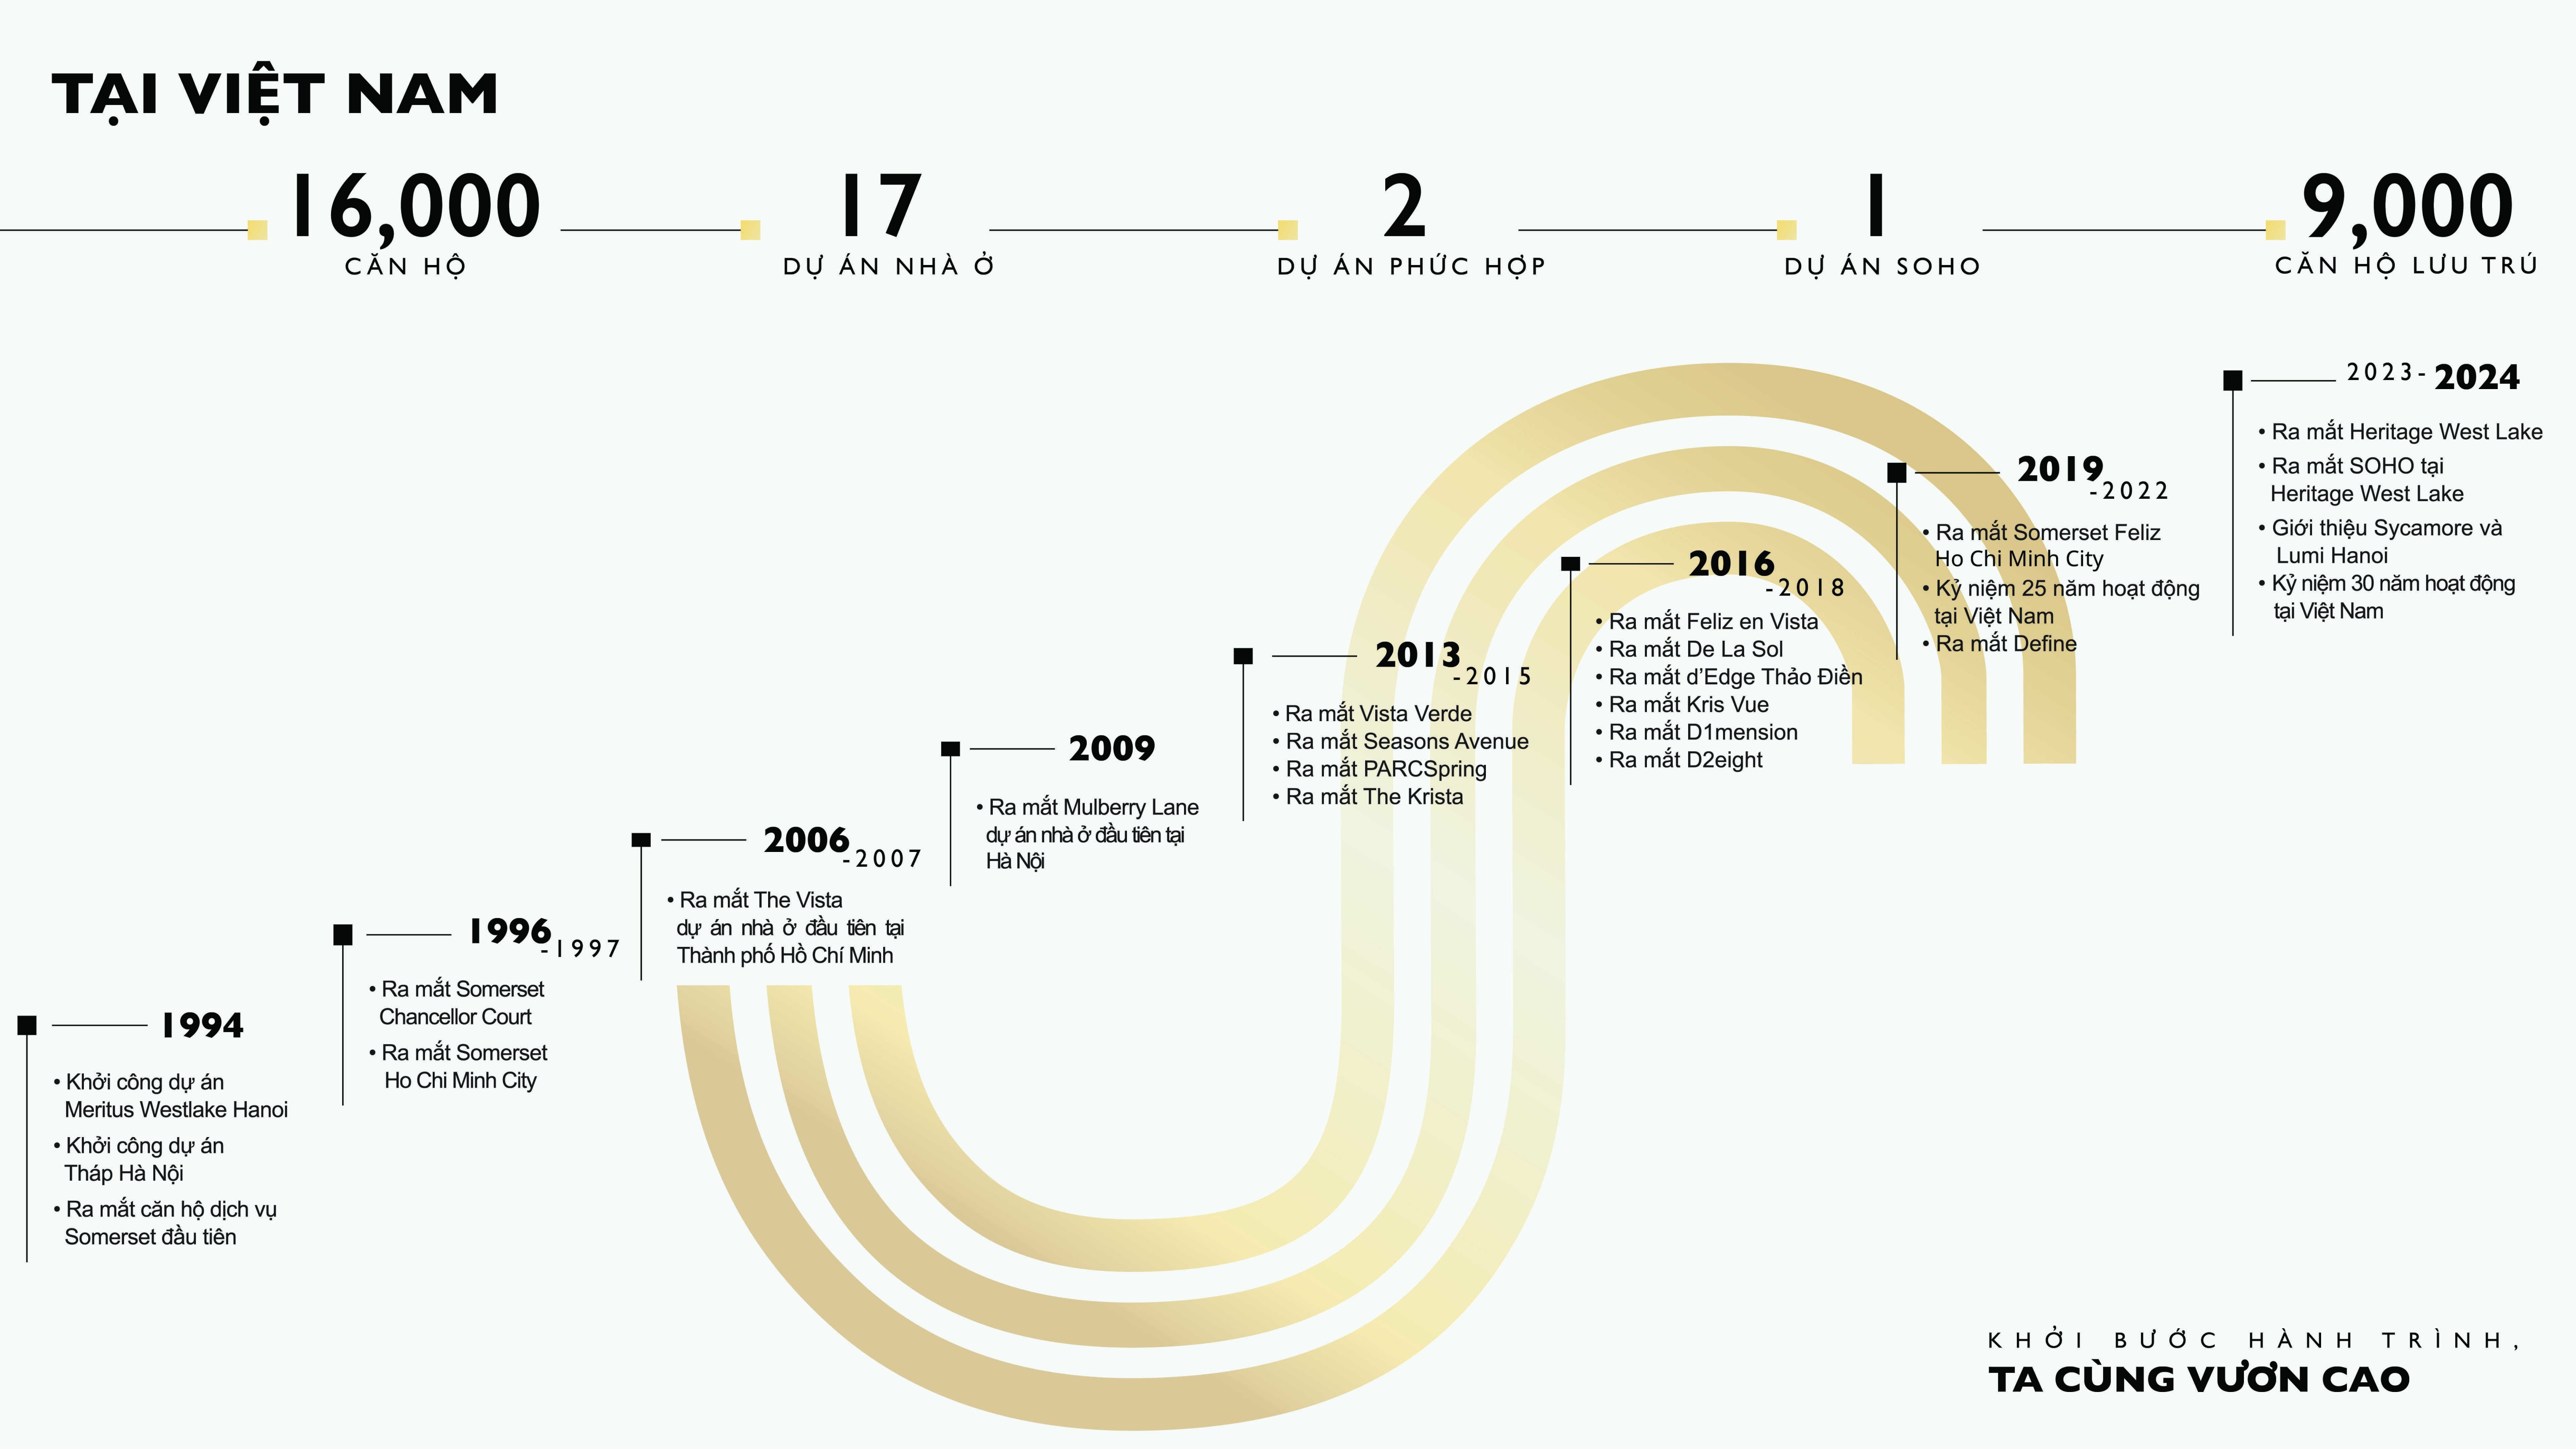 TẠI VIỆT NAM
16,000
CĂN HỘ
17
DỰ ÁN NHÀ Ở
2
DỰ ÁN PHỨC HỢP
1
DỰ ÁN SOHO
9,000
CĂN HỘ LƯU TRÚ
1994
• Khởi công dự án
Meritus Westlake Hanoi
• Khởi công dự án
Tháp Hà Nội
• Ra mắt căn hộ dịch vụ
Somerset đầu tiên
1996-1997
• Ra mắt Somerset
Chancellor Court
• Ra mắt Somerset
Ho Chi Minh City
2006-2007
• Ra mắt The Vista
dự án nhà ở đầu tiên tại
Thành phố Hồ Chí Minh
2009
• Ra mắt Mulberry Lane
dự án nhà ở đầu tiên tại
Hà Nội
2013-2015
• Ra mắt Vista Verde
• Ra mắt Seasons Avenue
• Ra mắt PARCSpring
• Ra mắt The Krista
2016-2018
• Ra mắt Feliz en Vista
• Ra mắt De La Sol
• Ra mắt d’Edge Thảo Điền
• Ra mắt Kris Vue
• Ra mắt D1mension
• Ra mắt D2eight
2019-2022
• Ra mắt Somerset Feliz
Ho Chi Minh City
• Kỷ niệm 25 năm hoạt động
tại Việt Nam
• Ra mắt Define
2023-2024
• Ra mắt Heritage West Lake
• Ra mắt SOHO tại
Heritage West Lake
• Giới thiệu Sycamore và
Lumi Hanoi
• Kỷ niệm 30 năm hoạt động
tại Việt Nam
KHỞI BƯỚC HÀNH TRÌNH,
TA CÙNG VƯƠN CAO